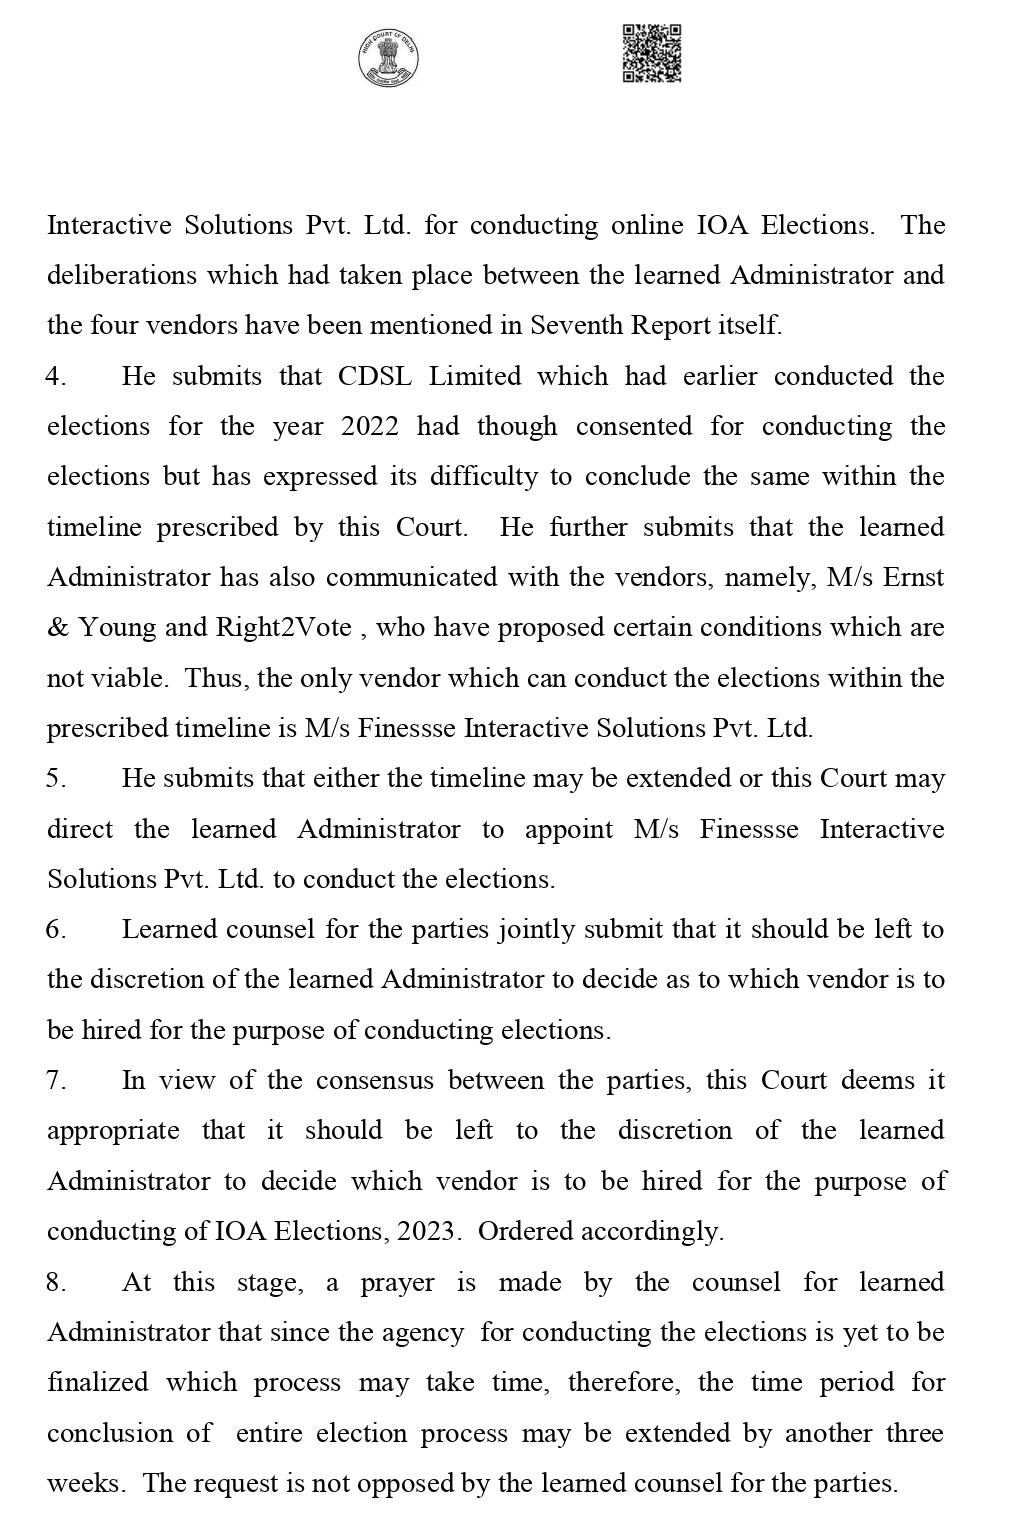 HIGH COURT OF DELHI
Interactive Solutions Pvt. Ltd. for conducting online IOA Elections. The
deliberations which had taken place between the learned Administrator and
the four vendors have been mentioned in Seventh Report itself.
4. He submits that CDSL Limited which had earlier conducted the
elections for the year 2022 had though consented for conducting the
elections but has expressed its difficulty to conclude the same within the
timeline prescribed by this Court. He further submits that the learned
Administrator has also communicated with the vendors, namely, M/s Ernst
& Young and Right2Vote , who have proposed certain conditions which are
not viable. Thus, the only vendor which can conduct the elections within the
prescribed timeline is M/s Finessse Interactive Solutions Pvt. Ltd.
5. He submits that either the timeline may be extended or this Court may
direct the learned Administrator to appoint M/s Finessse Interactive
Solutions Pvt. Ltd. to conduct the elections.
6. Learned counsel for the parties jointly submit that it should be left to
the discretion of the learned Administrator to decide as to which vendor is to
be hired for the purpose of conducting elections.
7. In view of the consensus between the parties, this Court deems it
appropriate that it should be left to the discretion of the learned
Administrator to decide which vendor is to be hired for the purpose of
conducting of IOA Elections, 2023. Ordered accordingly.
8. At this stage, a prayer is made by the counsel for learned
Administrator that since the agency for conducting the elections is yet to be
finalized which process may take time, therefore, the time period for
conclusion of entire election process may be extended by another three
weeks. The request is not opposed by the learned counsel for the parties.